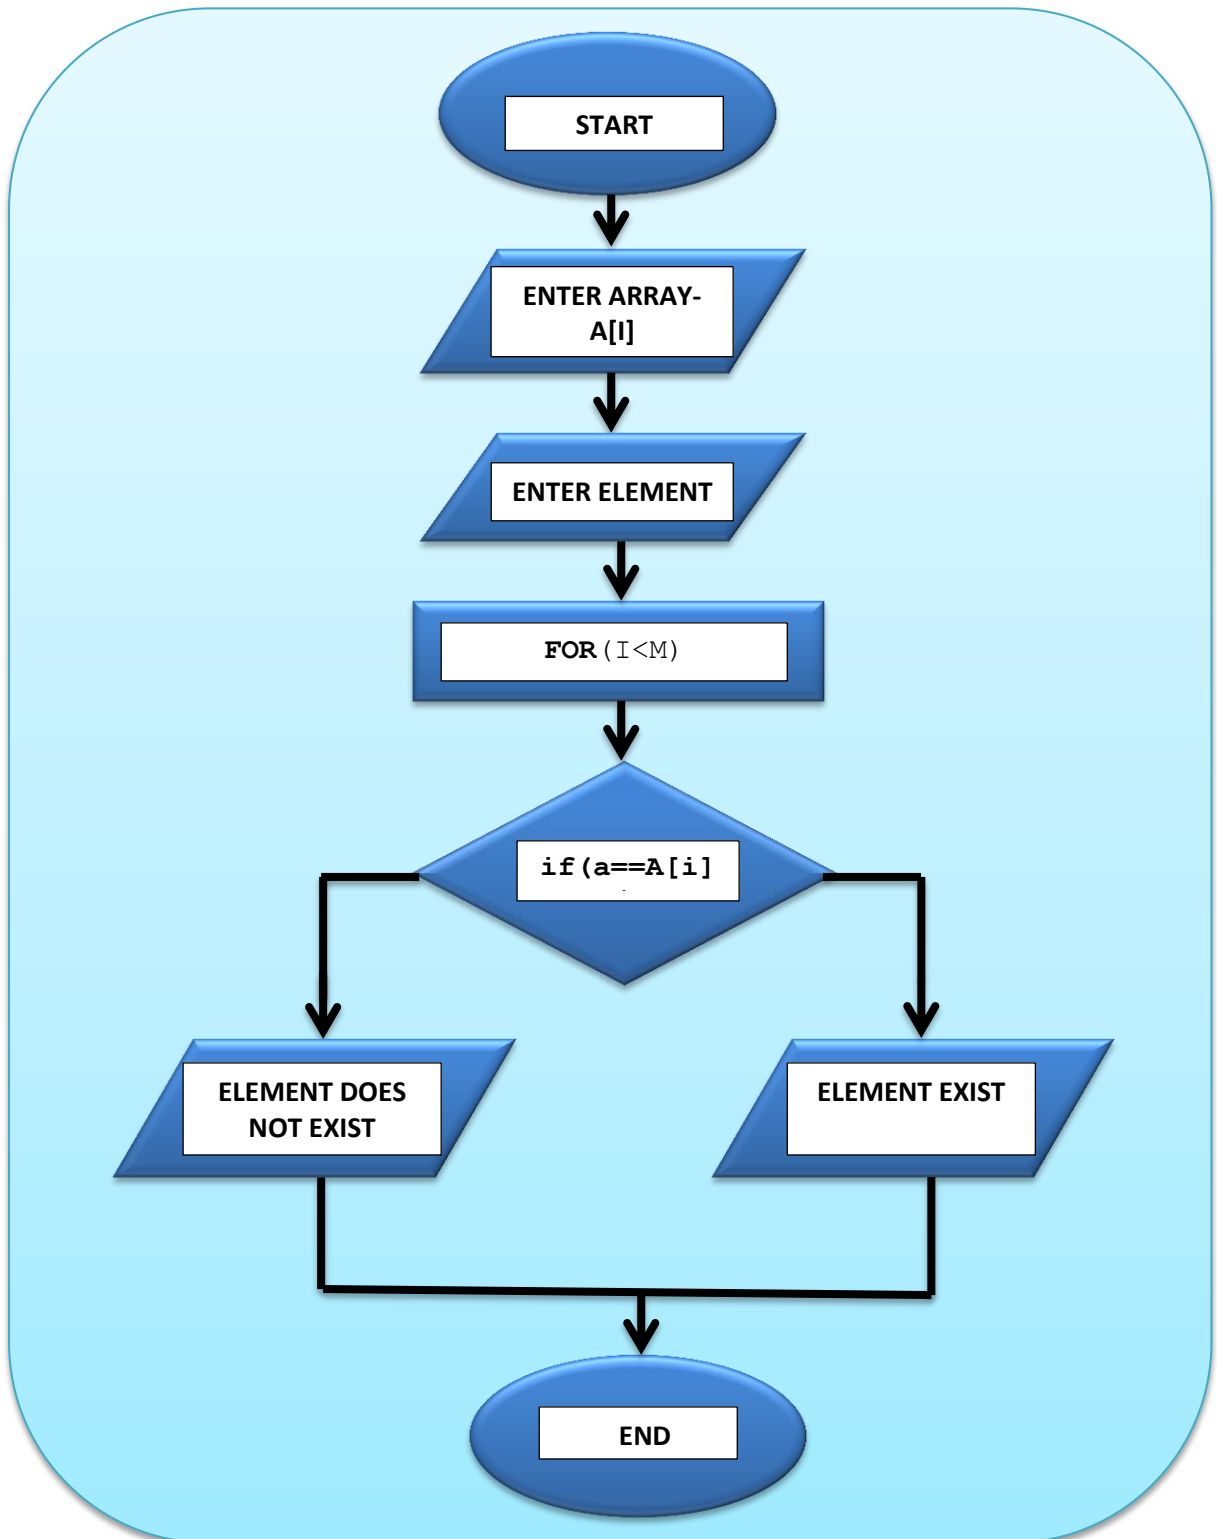 START
ENTER ARRAY-
A[I]
ENTER ELEMENT
FOR(I<M)
if(a==A[i]
ELEMENT DOES
NOT EXIST
ELEMENT EXIST
END